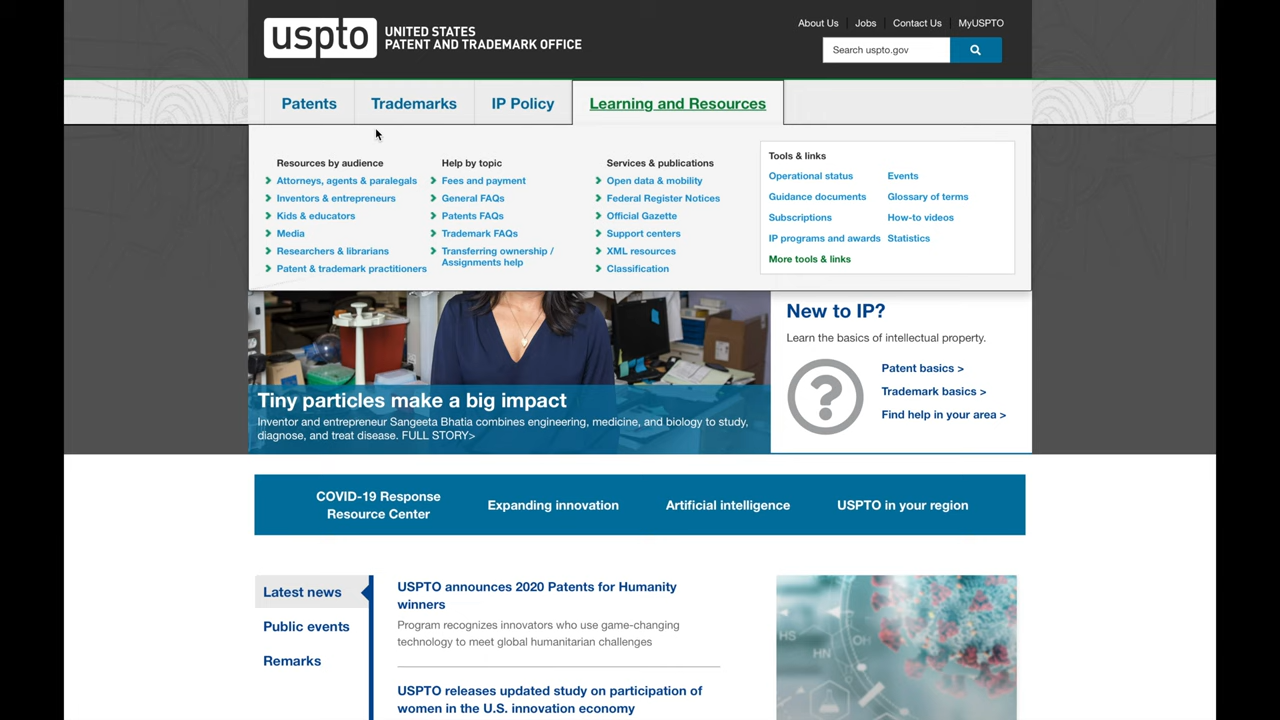 uspto
UNITED STATES
PATENT AND TRADEMARK OFFICE
About Us
Jobs
Contact Us
MyUSPTO
Search uspto.gov
Patents
Trademarks
IP Policy
Learning and Resources
Resources by audience
Attorneys, agents & paralegals
Inventors & entrepreneurs
Kids & educators
Media
Researchers & librarians
Patent & trademark practitioners
Help by topic
Fees and payment
General FAQs
Patents FAQs
Trademark FAQs
Transferring ownership /
Assignments help
Services & publications
Open data & mobility
Federal Register Notices
Official Gazette
Support centers
XML resources
Classification
Tools & links
Operational status
Guidance documents
Subscriptions
IP programs and awards
More tools & links
Events
Glossary of terms
How-to videos
Statistics
Tiny particles make a big impact
Inventor and entrepreneur Sangeeta Bhatia combines engineering, medicine, and biology to study,
diagnose, and treat disease. FULL STORY>
New to IP?
Learn the basics of intellectual property.
?
Patent basics >
Trademark basics >
Find help in your area >
COVID-19 Response
Resource Center
Expanding innovation
Artificial intelligence
USPTO in your region
Latest news
Public events
Remarks
USPTO announces 2020 Patents for Humanity
winners
Program recognizes innovators who use game-changing
technology to meet global humanitarian challenges
USPTO releases updated study on participation of
women in the U.S. innovation economy
HS
OH
HN